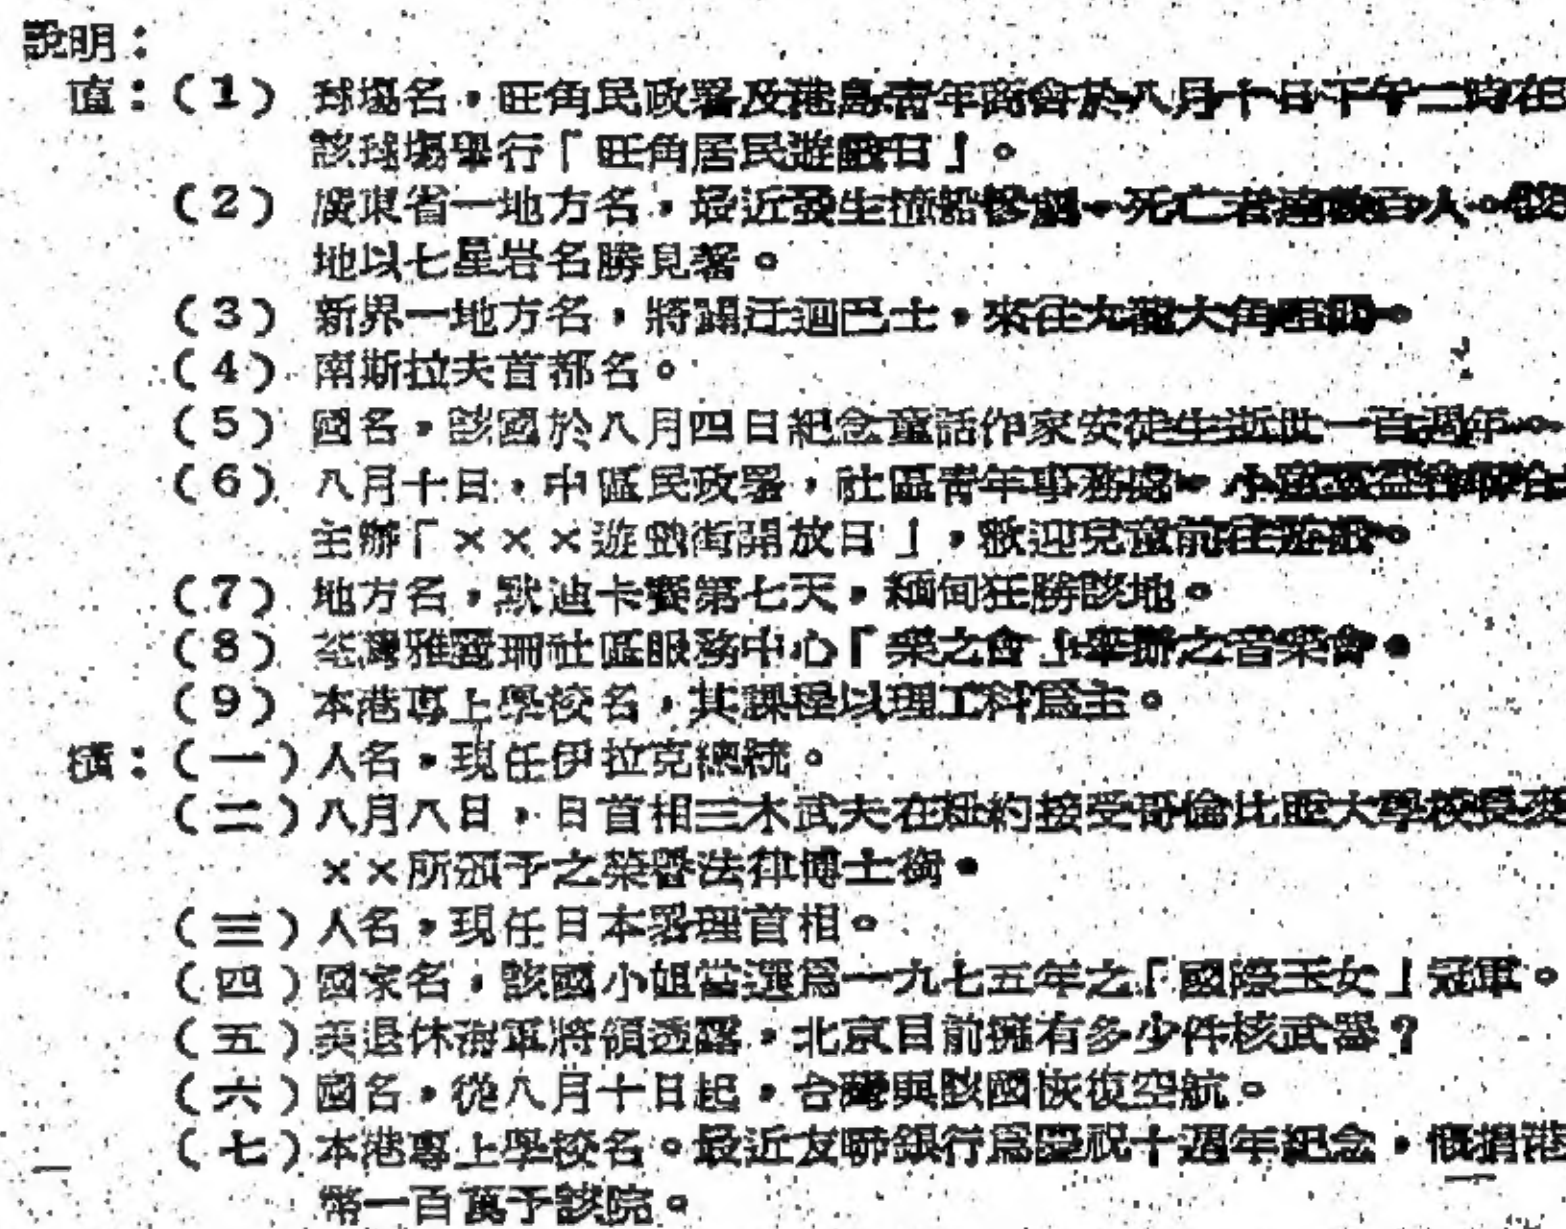 說明：
直：（1） 球場名，旺角民政署及港島青年商會於八月十日下午二時在
該球場舉行「旺角居民遊戲日」。
（2） 廣東省一地方名，最近發生撞船慘劇，死亡者達數百人。該
地以七星岩名勝見著。
（3） 新界一地方名，將闢迂迴巴士，來往九龍大角咀間。
（4） 南斯拉夫首都名。
（5） 國名，該國於八月四日紀念童話作家安徒生逝世一百週年。
（6） 八月十日，中區民政署，社區青年事務處，小童
主辦「×××遊戲街開放日」，歡迎兒童前往遊戲。
（7） 地方名，默迪卡賽第七天，緬甸狂勝該地。
（8） 荃灣雅麗珊社區服務中心「樂之會」舉辦之音樂會。
（9） 本港專上學校名，其課程以理工科爲主。
橫：（一）人名，現任伊拉克總統。
（二）八月八日，日首相三木武夫在紐約接受哥倫比亞大學校長麥
××所頒予之榮譽法律博士銜。
（三）人名，現任日本署理首相。
（四）國家名，該國小姐當選爲一九七五年之「國際玉女」冠軍。
（五）美退休海軍將領透露，北京目前擁有多少件核武器？
（六）國名，從八月十日起，台灣與該國恢復空航。
（七）本港專上學校名。最近友聯銀行爲慶祝十週年紀念，慨捐港
幣一百萬予該院。